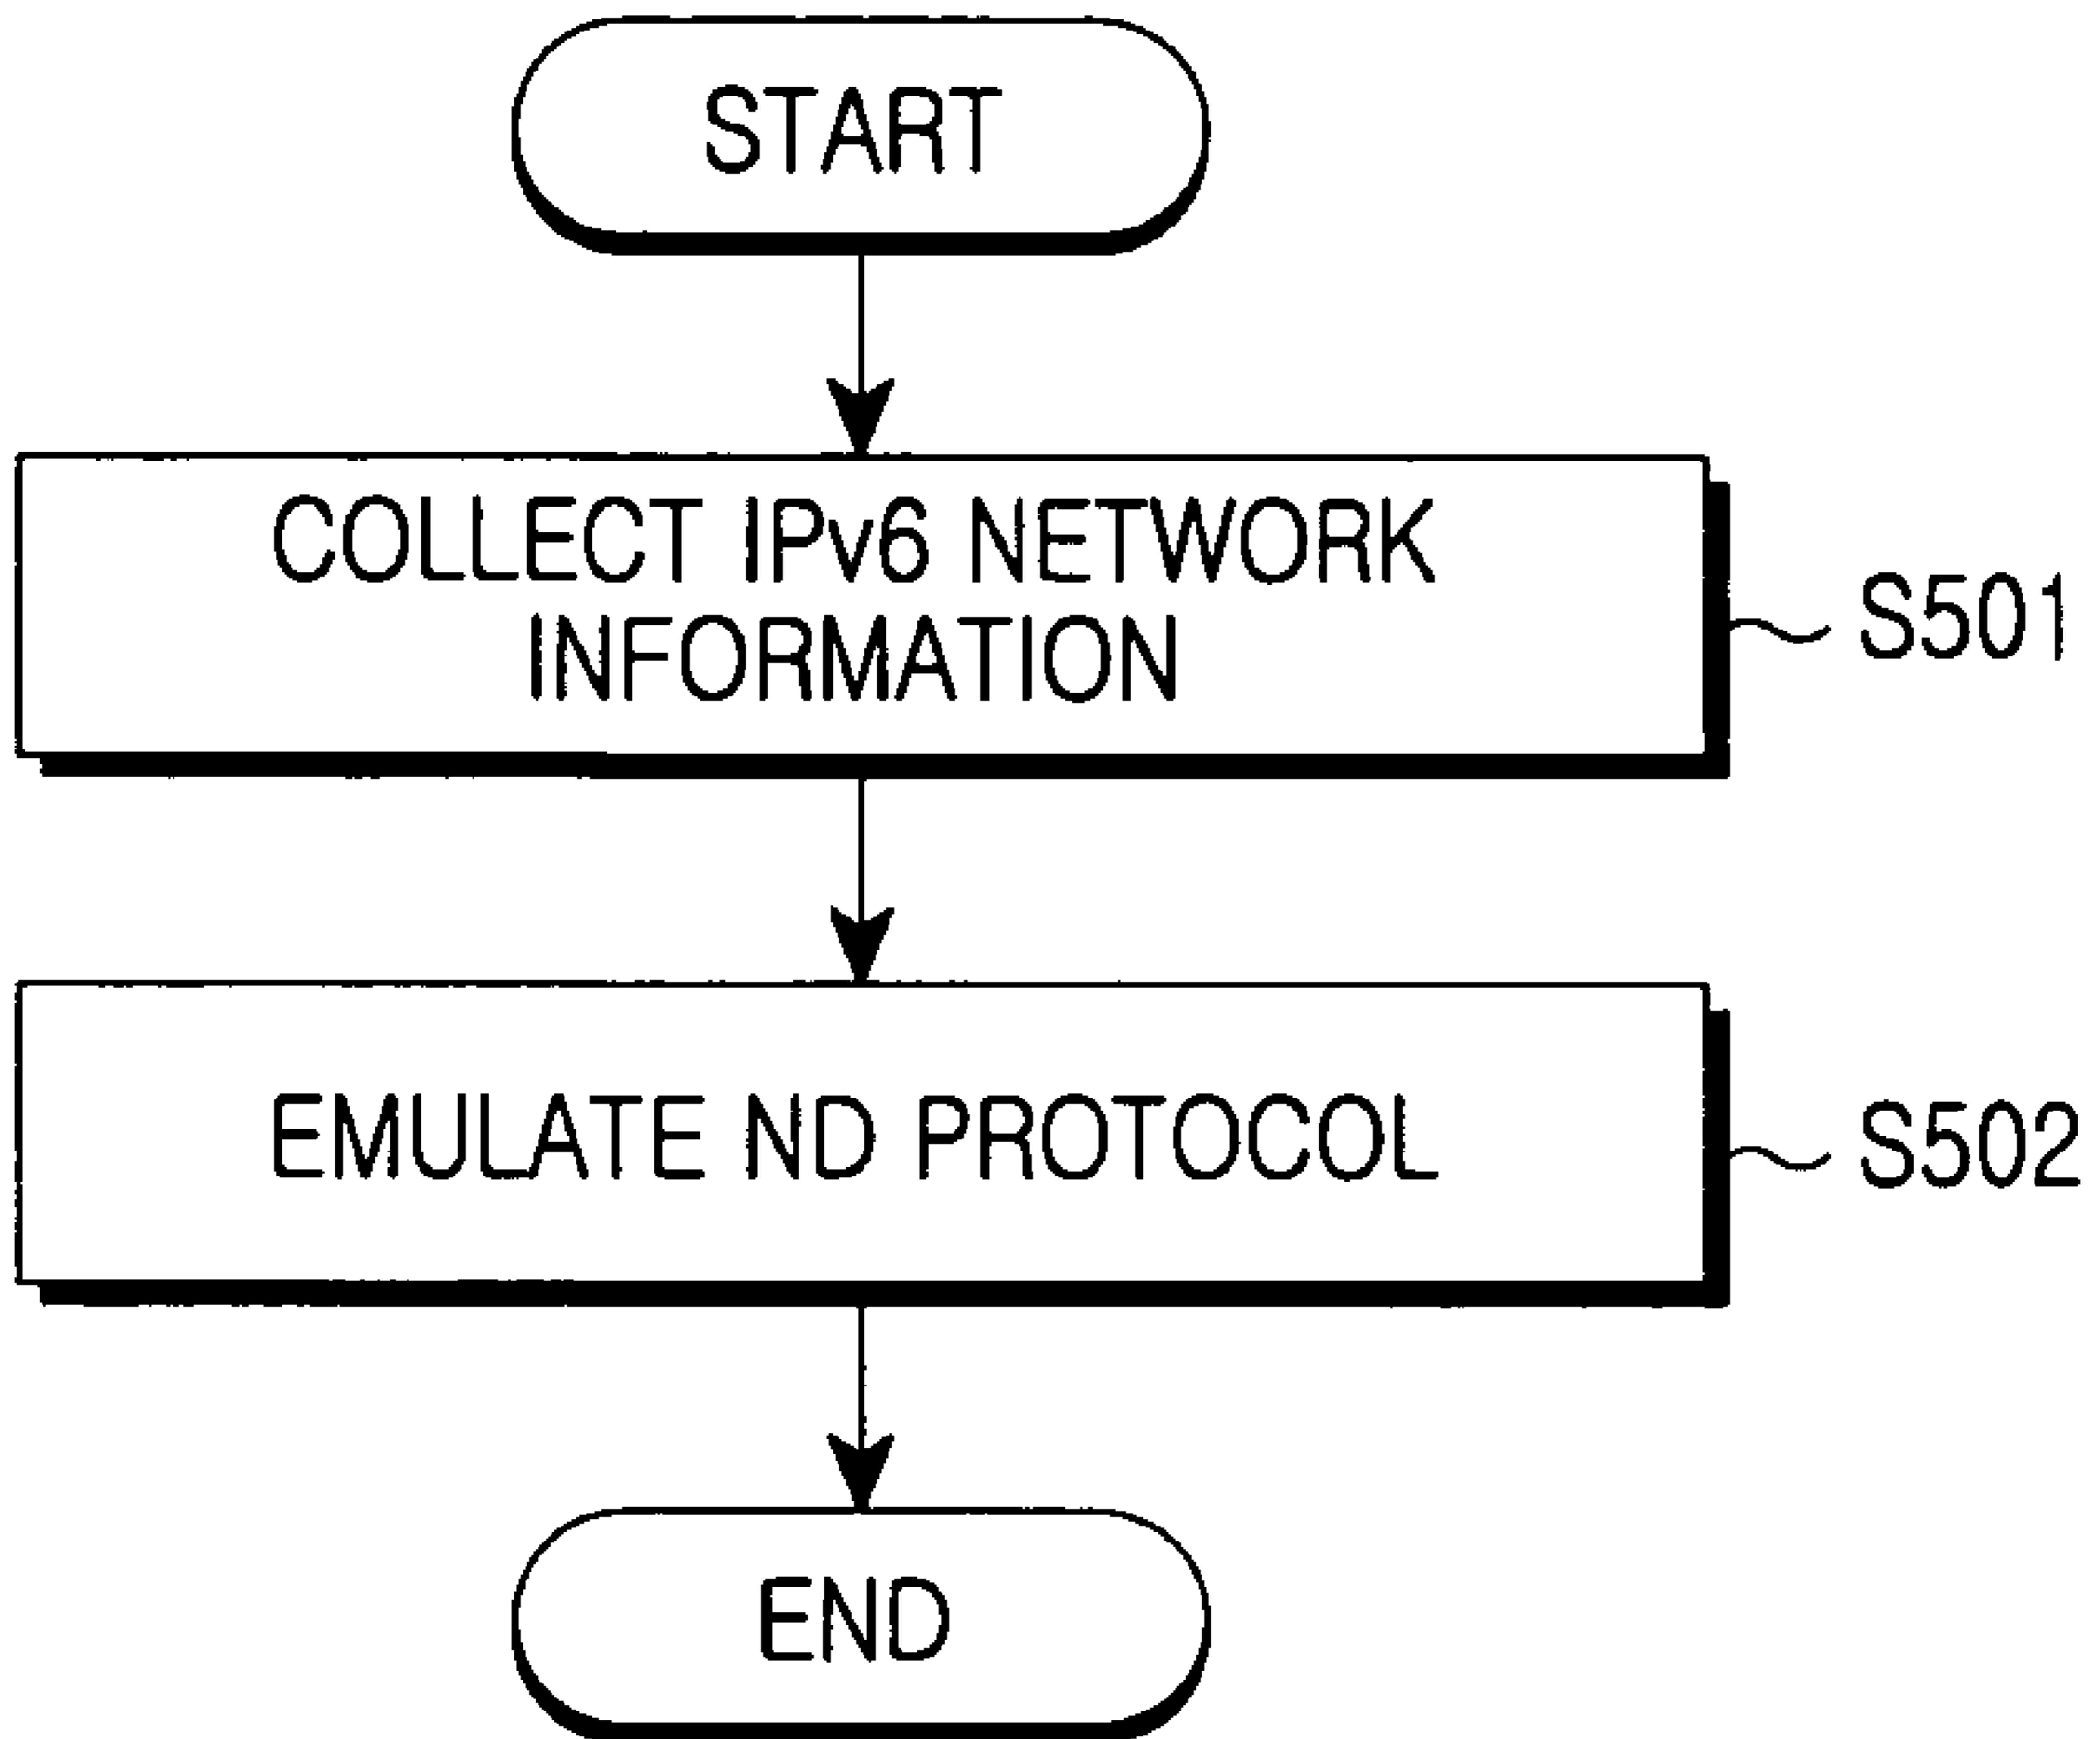 START
COLLECT IPv6 NETWORK
INFORMATION
S501
EMULATE ND PROTOCOL
S502
END